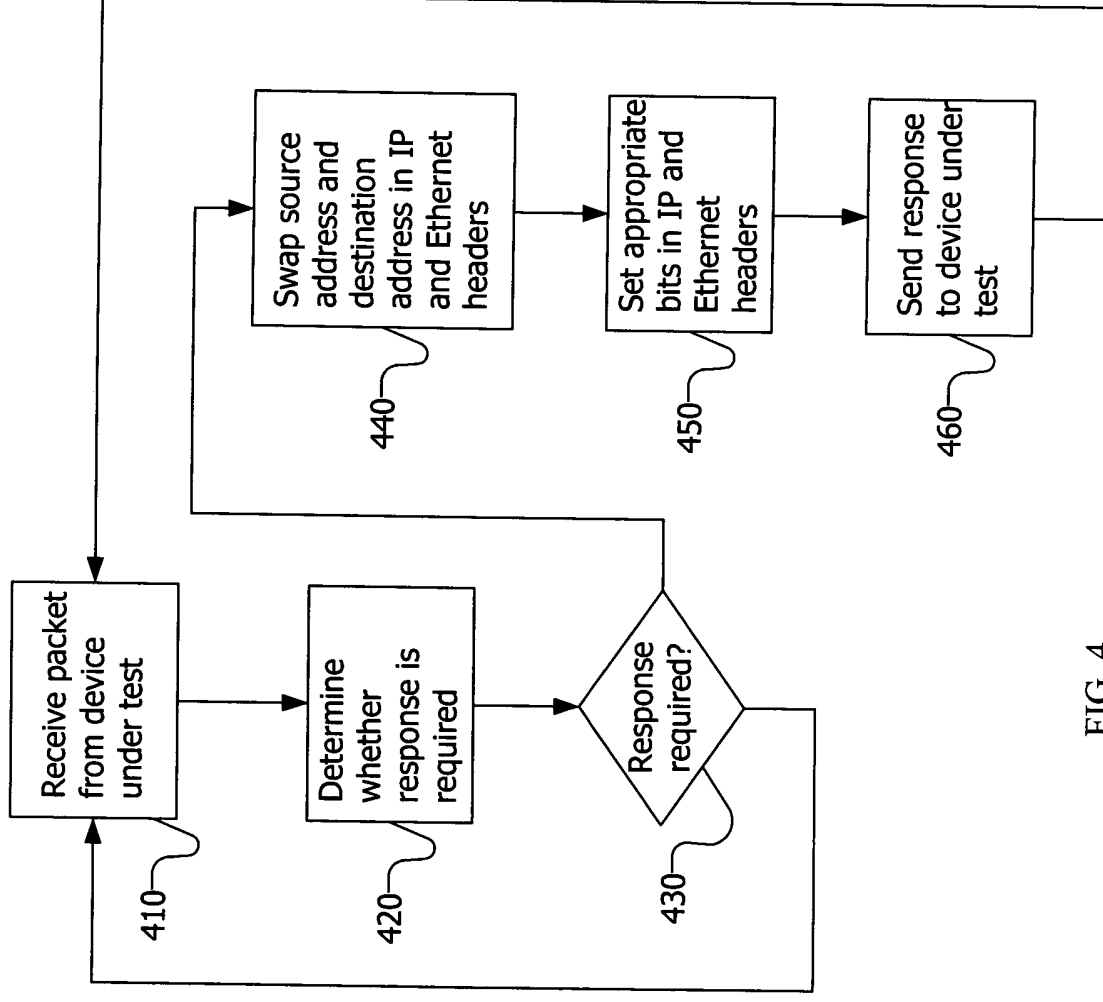 Receive packet
from device
under test
410
Determine
whether
response is
required
420
Response
required?
430
Swap source
address and
destination
address in IP
and Ethernet
headers
440
Set appropriate
bits in IP and
Ethernet
headers
450
Send response
to device under
test
460
FIG 4